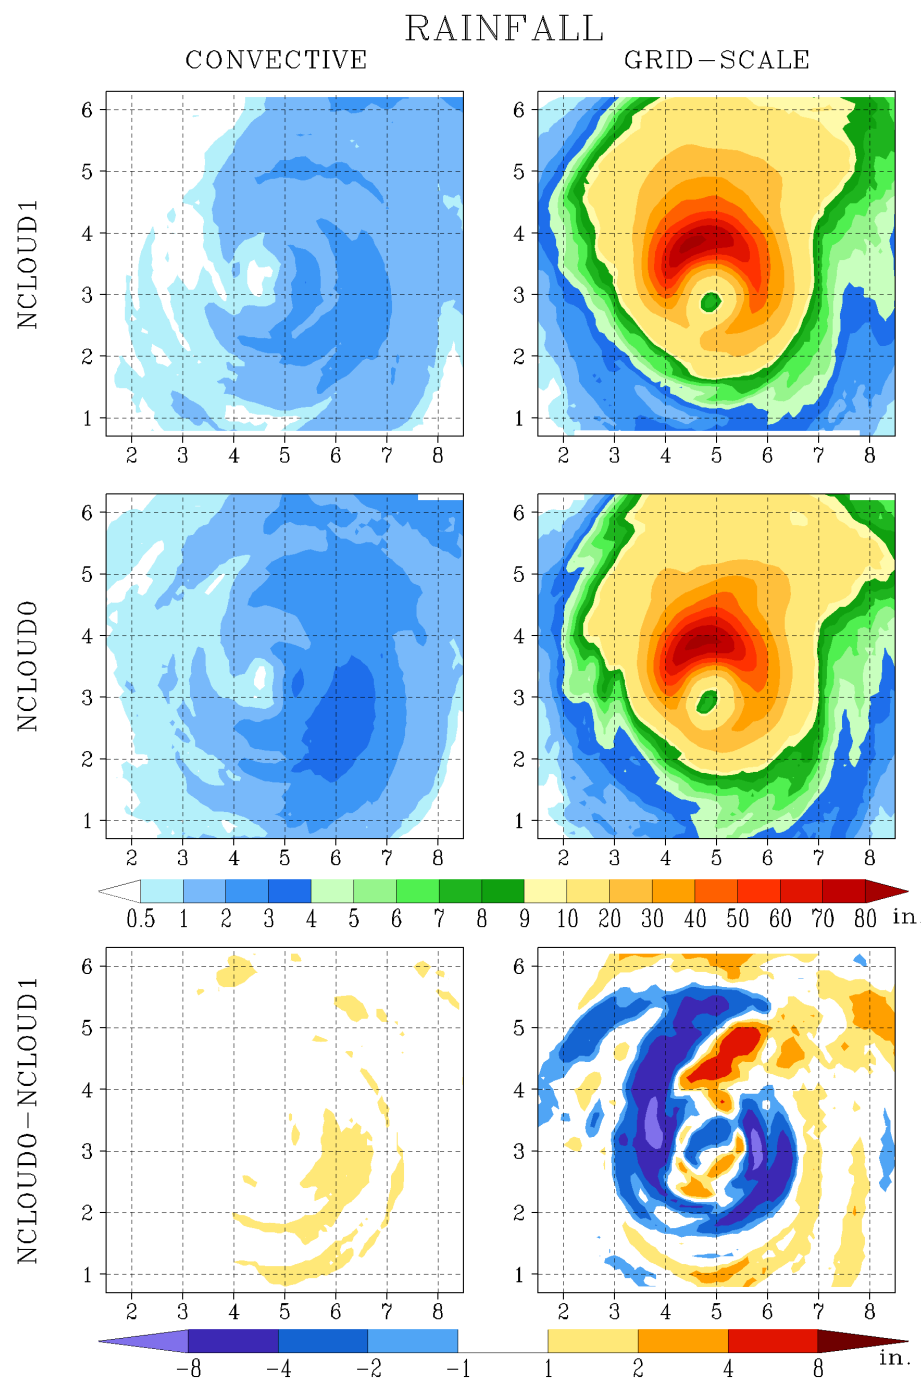 RAINFALL
CONVECTIVE GRID-SCALE
NCLOUD1
6 6
5 5
4 4
3 3
2 2
1 1
2 3 4 5 6 7 8 2 3 4 5 6 7 8
NCLOUD0
6 6
5 5
4 4
3 3
2 2
1 1
2 3 4 5 6 7 8 2 3 4 5 6 7 8
0.5 1 2 3 4 5 6 7 8 9 10 20 30 40 50 60 70 80 in.
NCLOUD0-NCLOUD1
6 6
5 5
4 4
3 3
2 2
1 1
2 3 4 5 6 7 8 2 3 4 5 6 7 8
-8 -4 -2 -1 1 2 4 8 in.